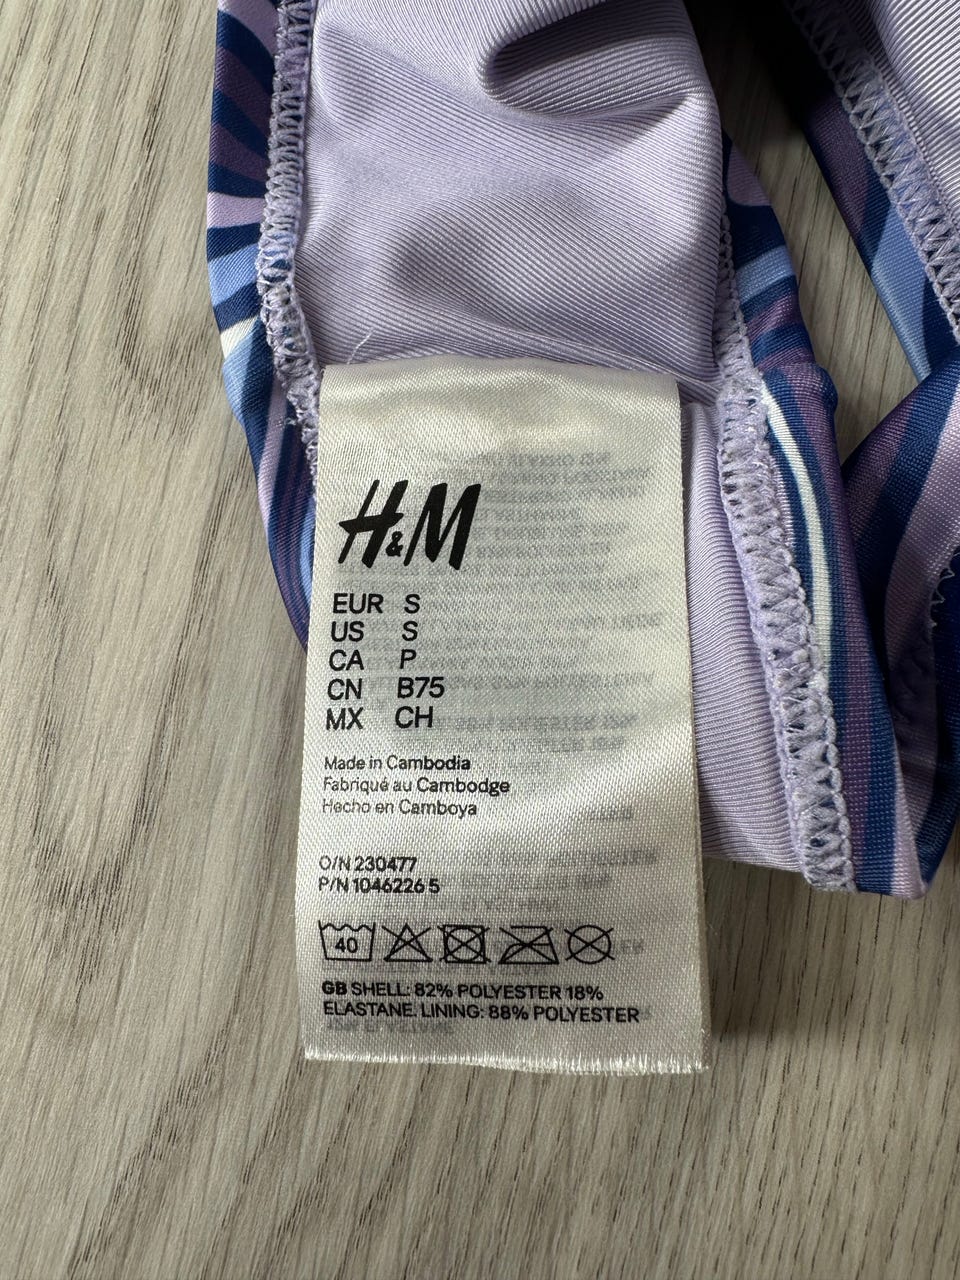 H&M
EUR S
US S
CA P
CN B75
MX CH
Made in Cambodia
Fabriqué au Cambodge
Hecho en Camboya
O/N 230477
P/N 1046226 5
40
GB SHELL: 82% POLYESTER 18%
ELASTANE. LINING: 88% POLYESTER